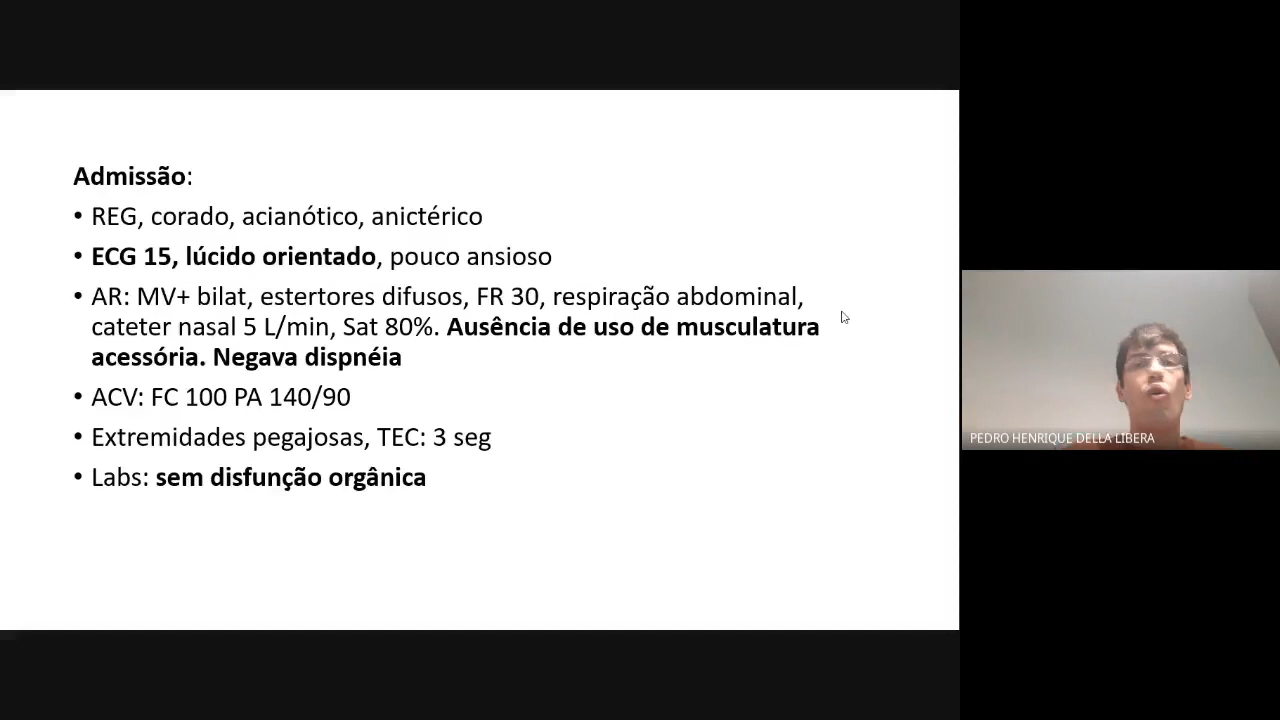 Admissão:
• REG, corado, acianótico, anictérico
• ECG 15, lúcido orientado, pouco ansioso
• AR: MV+ bilat, estertores difusos, FR 30, respiração abdominal,
cateter nasal 5 L/min, Sat 80%. Ausência de uso de musculatura
acessória. Negava dispnéia
• ACV: FC 100 PA 140/90
• Extremidades pegajosas, TEC: 3 seg
• Labs: sem disfunção orgânica
PEDRO HENRIQUE DELLA LIBERA